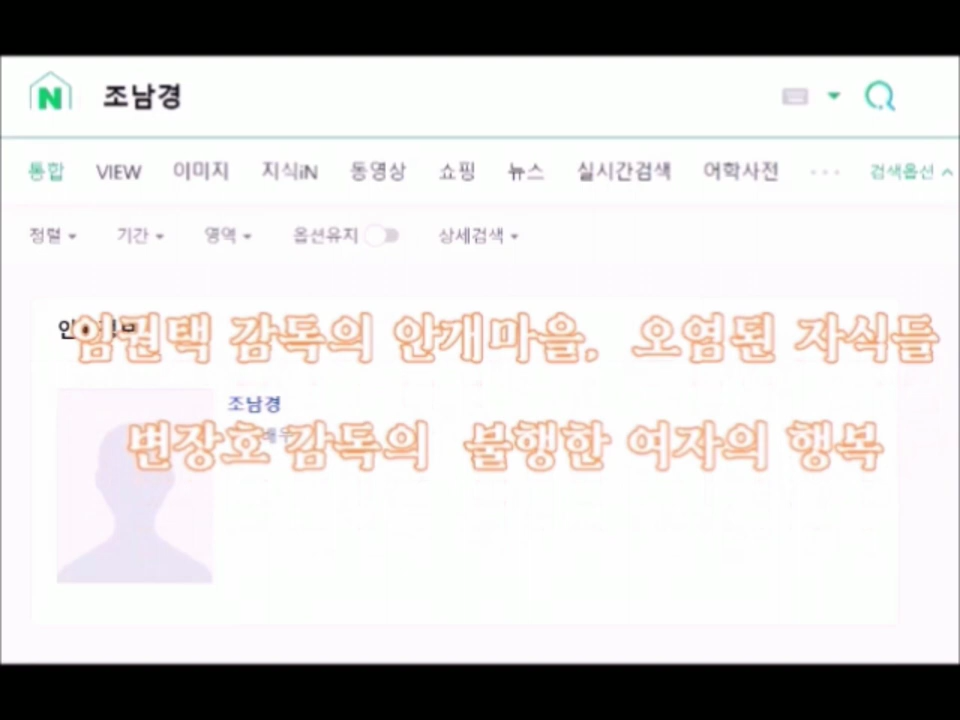 N 조남경
통합 VIEW 이미지 지식iN 동영상 쇼핑 뉴스 실시간검색 어학사전 ··· 검색옵션
정렬 기간 영역 옵션유지 상세검색
임권택 감독의 안개마을, 오염된 자식들
조남경
변장호 감독의 불행한 여자의 행복